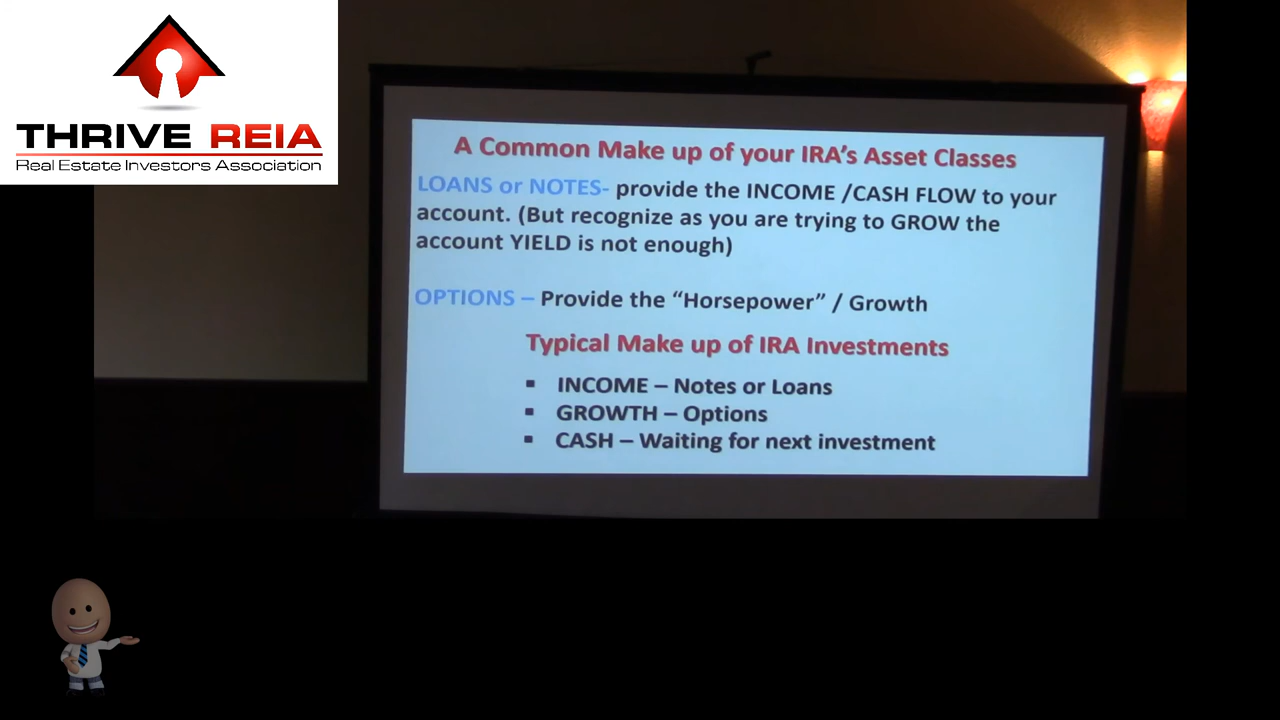 THRIVE REIA
Real Estate Investors Association
A Common Make up of your IRA's Asset Classes
LOANS or NOTES- provide the INCOME /CASH FLOW to your
account. (But recognize as you are trying to GROW the
account YIELD is not enough)
OPTIONS – Provide the “Horsepower” / Growth
Typical Make up of IRA Investments
▪ INCOME – Notes or Loans
▪ GROWTH – Options
▪ CASH – Waiting for next investment